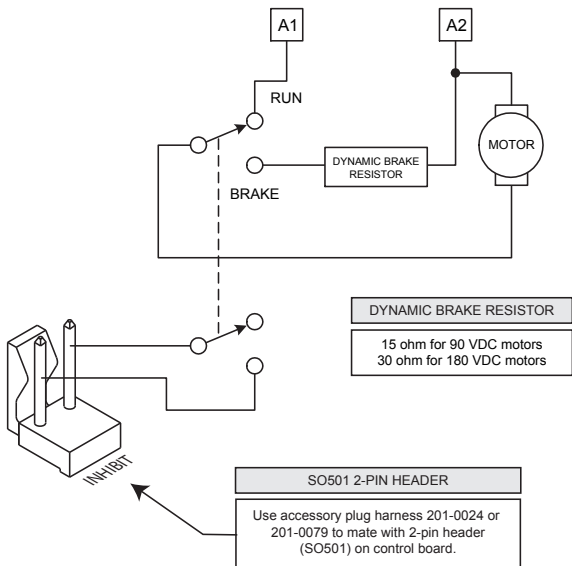 A1
A2
RUN
MOTOR
DYNAMIC BRAKE
RESISTOR
BRAKE
DYNAMIC BRAKE RESISTOR
15 ohm for 90 VDC motors
30 ohm for 180 VDC motors
INHIBIT
SO501 2-PIN HEADER
Use accessory plug harness 201-0024 or
201-0079 to mate with 2-pin header
(SO501) on control board.